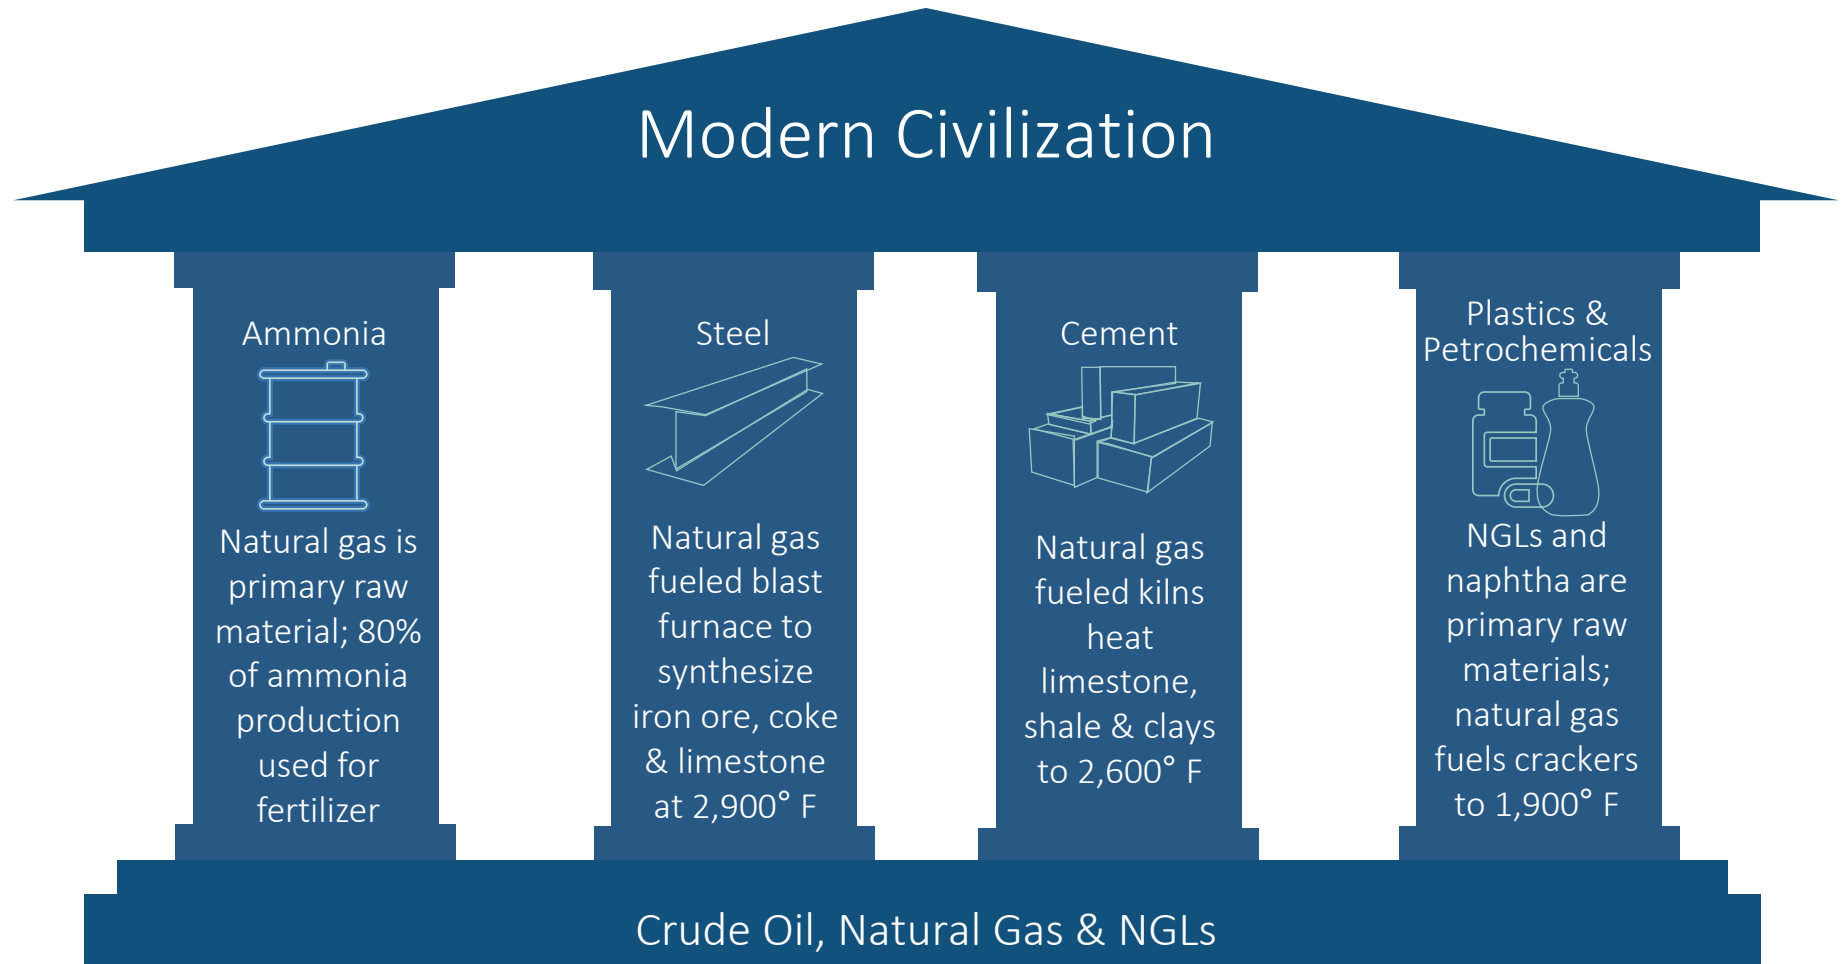 Modern Civilization
Ammonia
Natural gas is
primary raw
material; 80%
of ammonia
production
used for
fertilizer
Steel
Natural gas
fueled blast
furnace to
synthesize
iron ore, coke
& limestone
at 2,900° F
Cement
Natural gas
fueled kilns
heat
limestone,
shale & clays
to 2,600° F
Plastics &
Petrochemicals
NGLs and
naphtha are
primary raw
materials;
natural gas
fuels crackers
to 1,900° F
Crude Oil, Natural Gas & NGLs